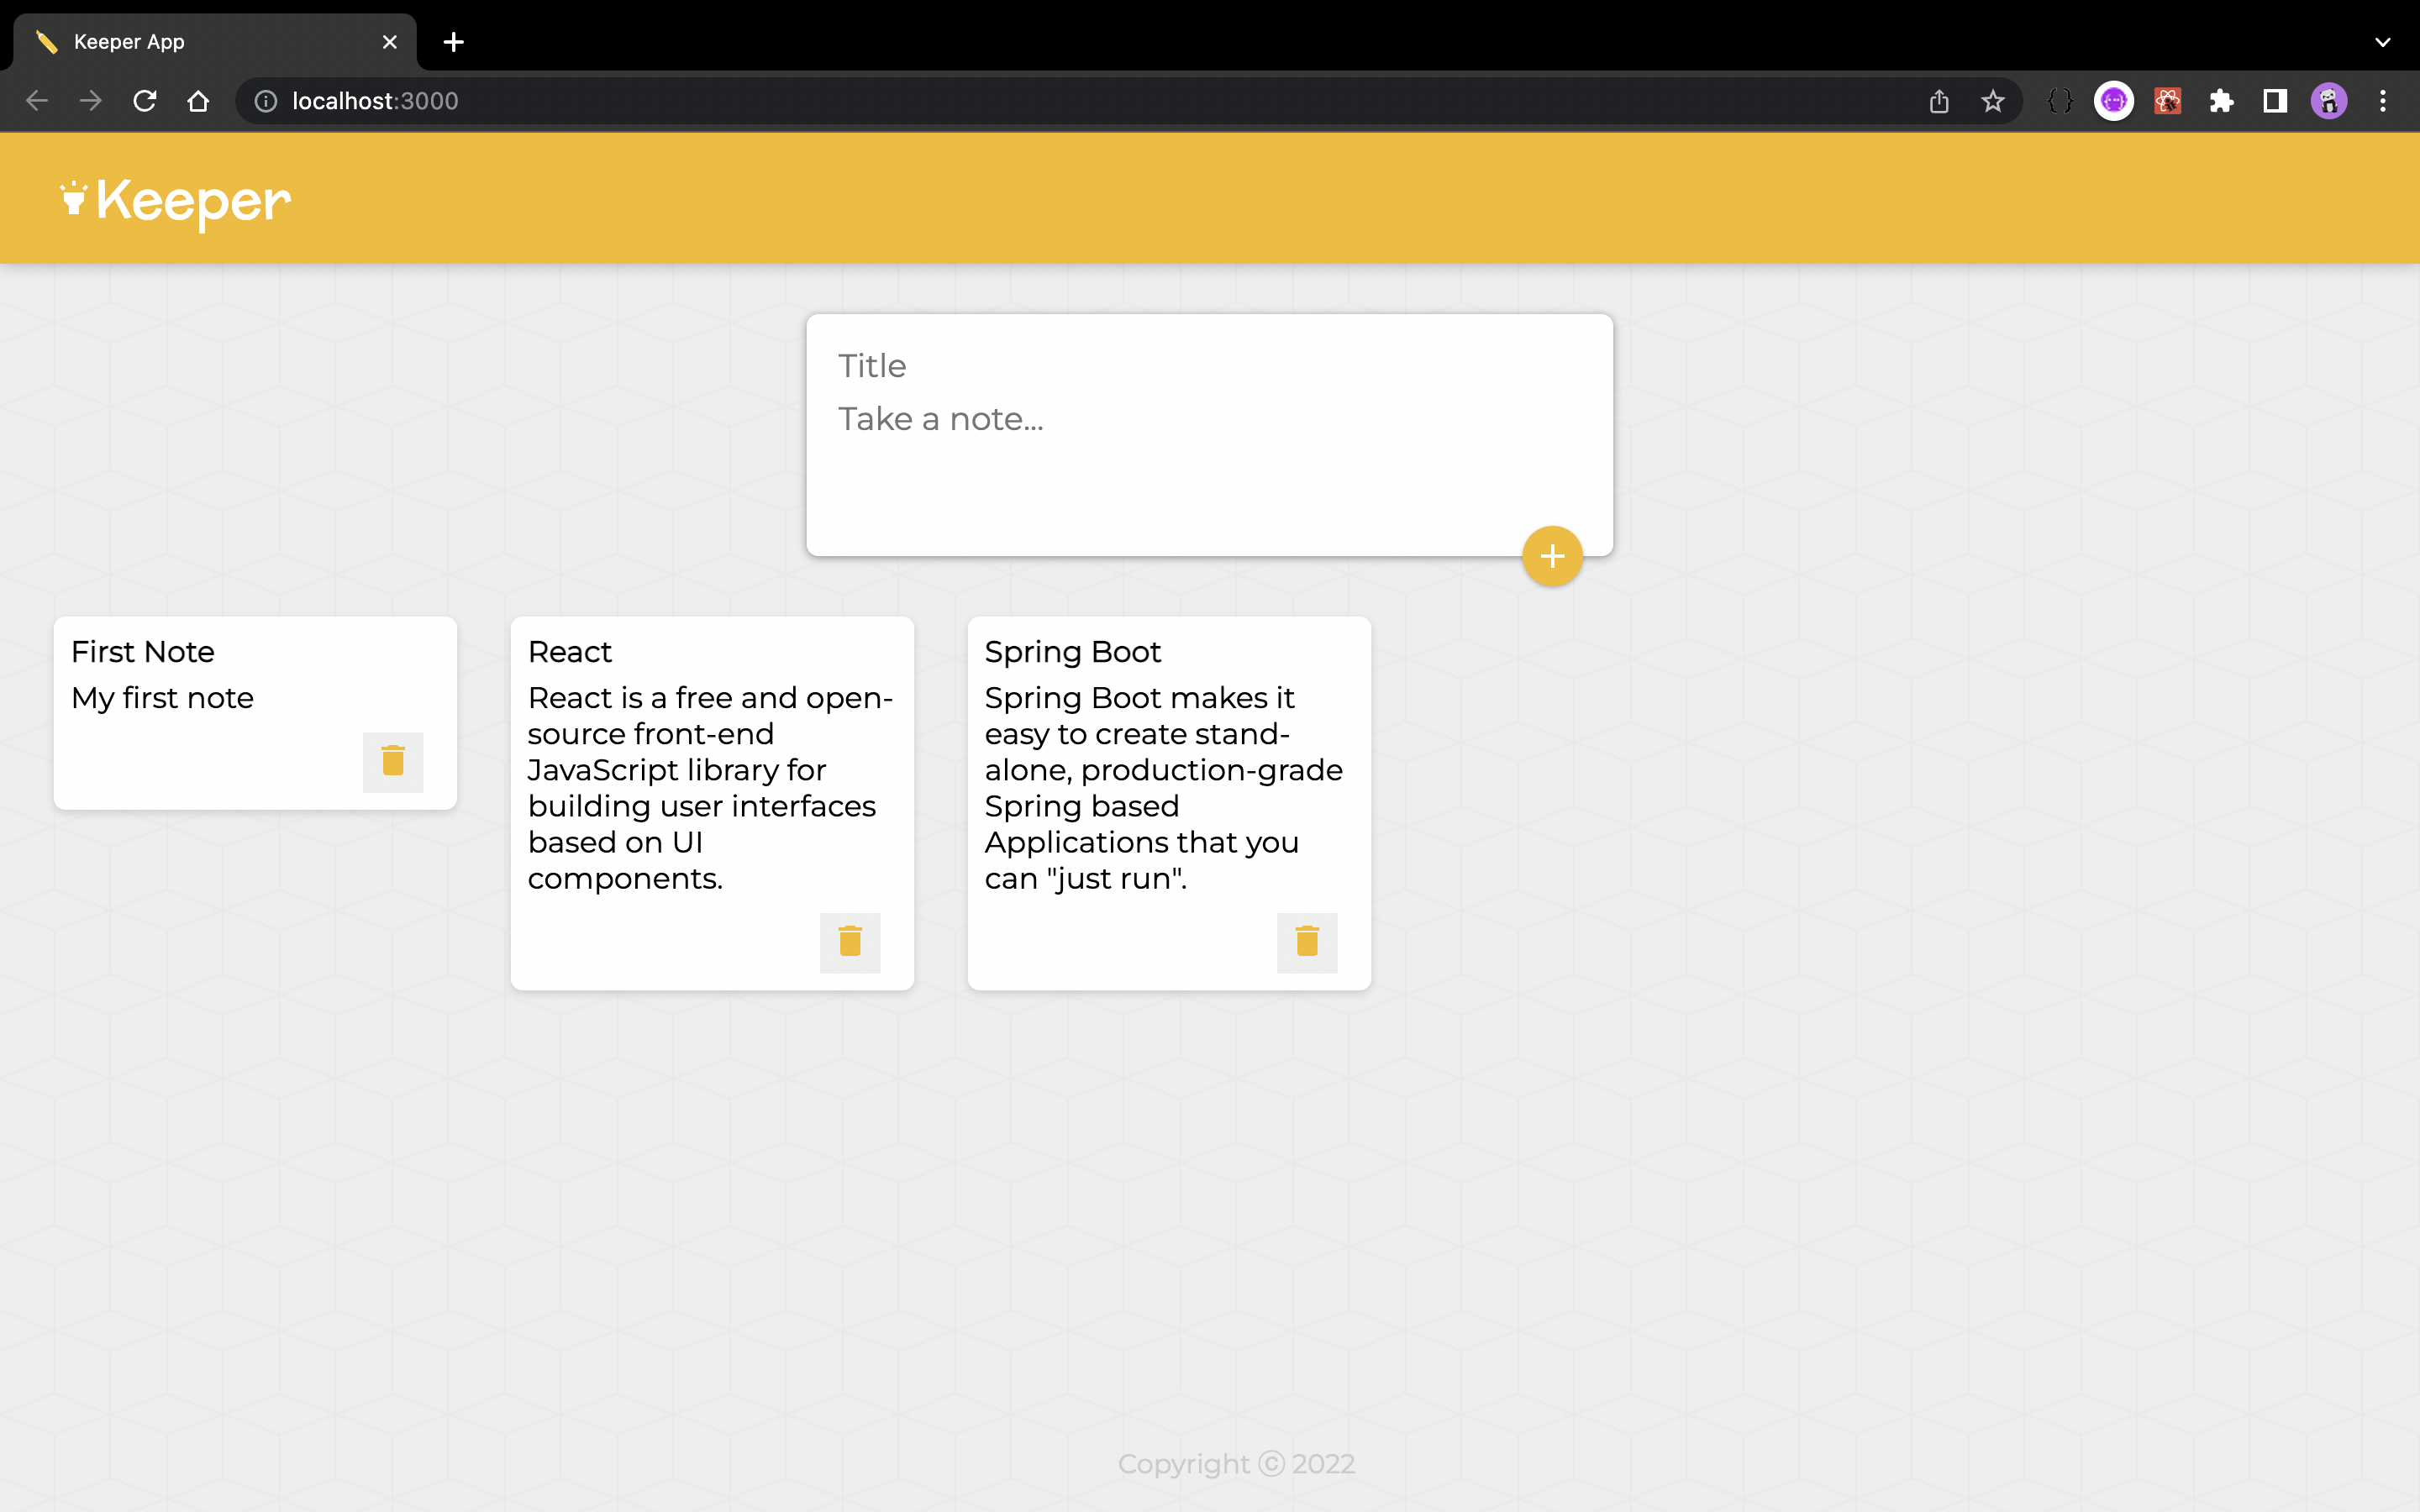 Keeper App
localhost:3000
Keeper
Title
Take a note...
First Note
My first note
React
React is a free and open-
source front-end
JavaScript library for
building user interfaces
based on UI
components.
Spring Boot
Spring Boot makes it
easy to create stand-
alone, production-grade
Spring based
Applications that you
can "just run".
Copyright ⓒ 2022